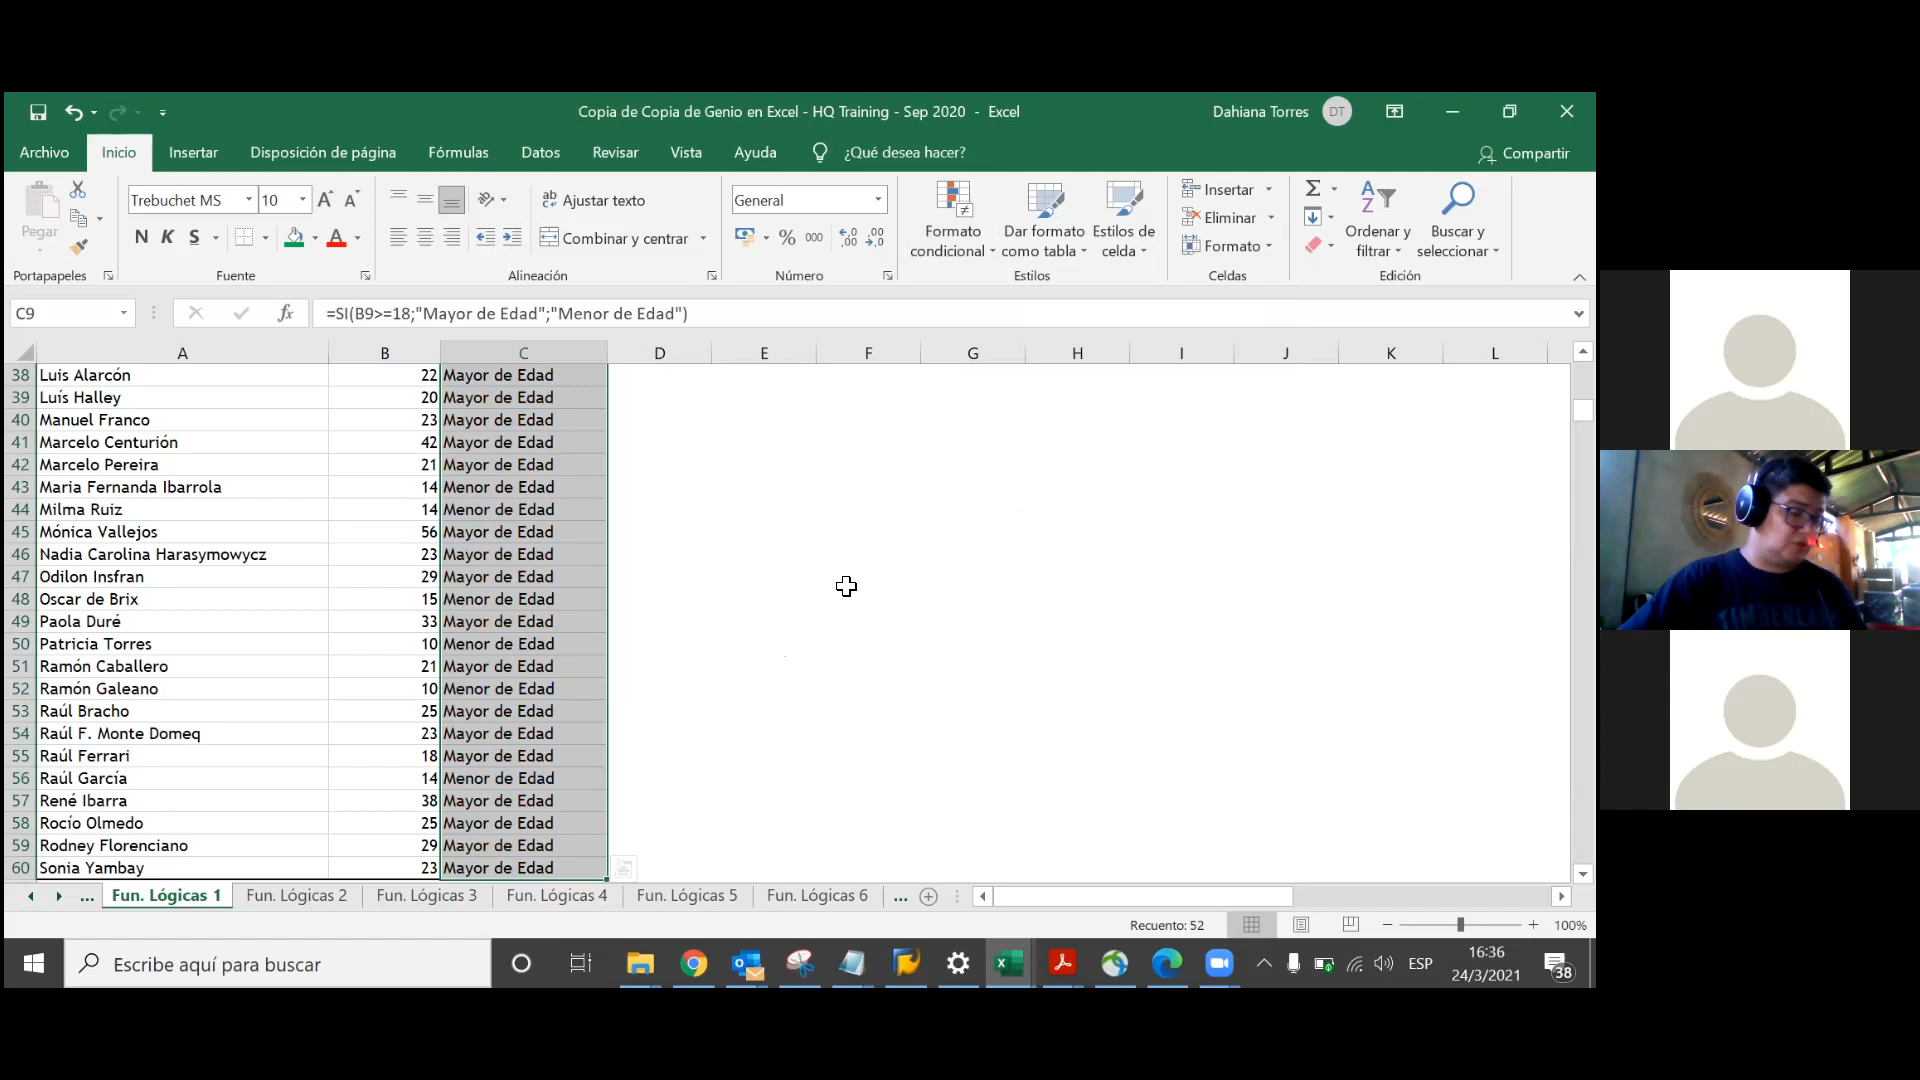 Copia de Copia de Genio en Excel - HQ Training - Sep 2020 - Excel
Dahiana Torres DT
Archivo Inicio Insertar Disposición de página Fórmulas Datos Revisar Vista Ayuda ¿Qué desea hacer? Compartir
Pegar
Portapapeles
Trebuchet MS 10
N K S
Fuente
Ajustar texto
Combinar y centrar
Alineación
General
% 000
Número
Formato condicional
Dar formato como tabla
Estilos de celda
Estilos
Insertar
Eliminar
Formato
Celdas
Ordenar y filtrar
Buscar y seleccionar
Edición
C9 fx =SI(B9>=18;"Mayor de Edad";"Menor de Edad")
A B C D E F G H I J K L
38 Luis Alarcón 22 Mayor de Edad
39 Luís Halley 20 Mayor de Edad
40 Manuel Franco 23 Mayor de Edad
41 Marcelo Centurión 42 Mayor de Edad
42 Marcelo Pereira 21 Mayor de Edad
43 Maria Fernanda Ibarrola 14 Menor de Edad
44 Milma Ruiz 14 Menor de Edad
45 Mónica Vallejos 56 Mayor de Edad
46 Nadia Carolina Harasymowycz 23 Mayor de Edad
47 Odilon Insfran 29 Mayor de Edad
48 Oscar de Brix 15 Menor de Edad
49 Paola Duré 33 Mayor de Edad
50 Patricia Torres 10 Menor de Edad
51 Ramón Caballero 21 Mayor de Edad
52 Ramón Galeano 10 Menor de Edad
53 Raúl Bracho 25 Mayor de Edad
54 Raúl F. Monte Domeq 23 Mayor de Edad
55 Raúl Ferrari 18 Mayor de Edad
56 Raúl García 14 Menor de Edad
57 René Ibarra 38 Mayor de Edad
58 Rocío Olmedo 25 Mayor de Edad
59 Rodney Florenciano 29 Mayor de Edad
60 Sonia Yambay 23 Mayor de Edad
... Fun. Lógicas 1 Fun. Lógicas 2 Fun. Lógicas 3 Fun. Lógicas 4 Fun. Lógicas 5 Fun. Lógicas 6 ...
Recuento: 52 100%
Escribe aquí para buscar
ESP
16:36
24/3/2021
38